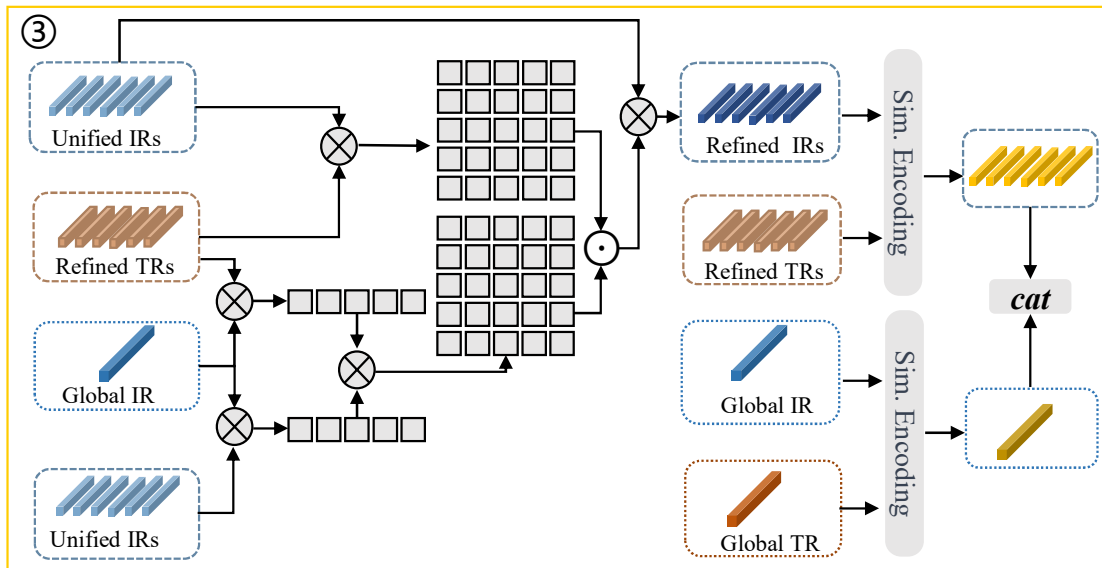 ③
Unified IRs
Refined TRs
Global IR
Unified IRs
Refined IRs
Refined TRs
Global IR
Global TR
Sim. Encoding
Sim. Encoding
cat